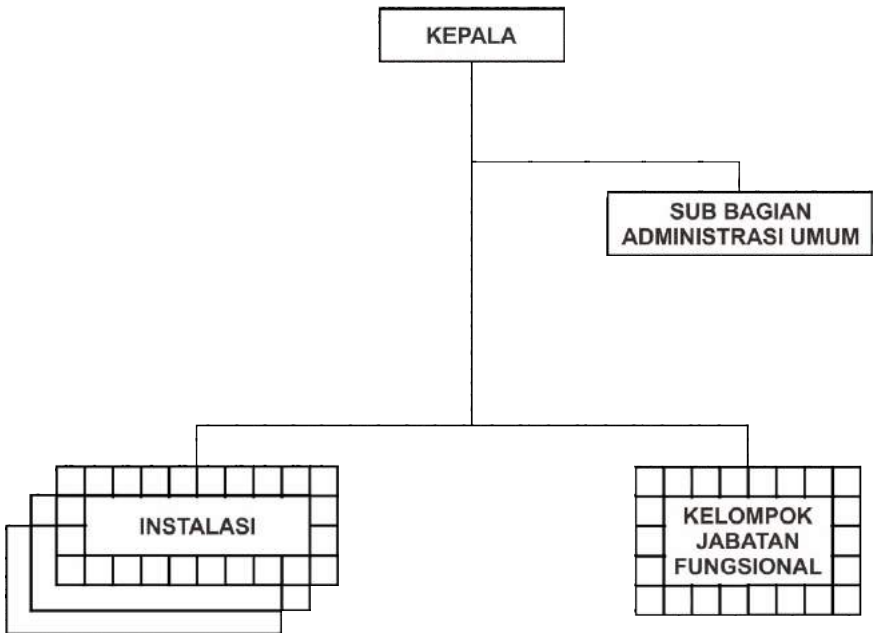 KEPALA
SUB BAGIAN
ADMINISTRASI UMUM
INSTALASI
KELOMPOK
JABATAN
FUNGSIONAL